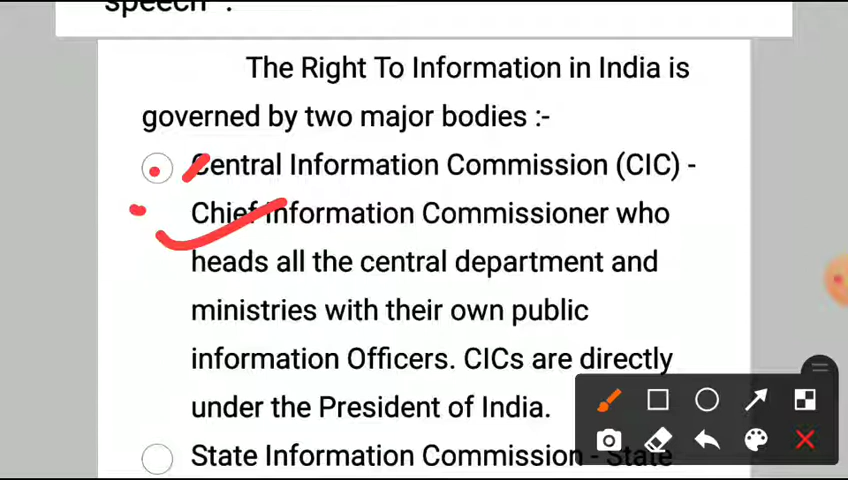 speech".
The Right To Information in India is
governed by two major bodies :-
Central Information Commission (CIC) -
Chief Information Commissioner who
heads all the central department and
ministries with their own public
information Officers. CICs are directly
under the President of India.
State Information Commission - State